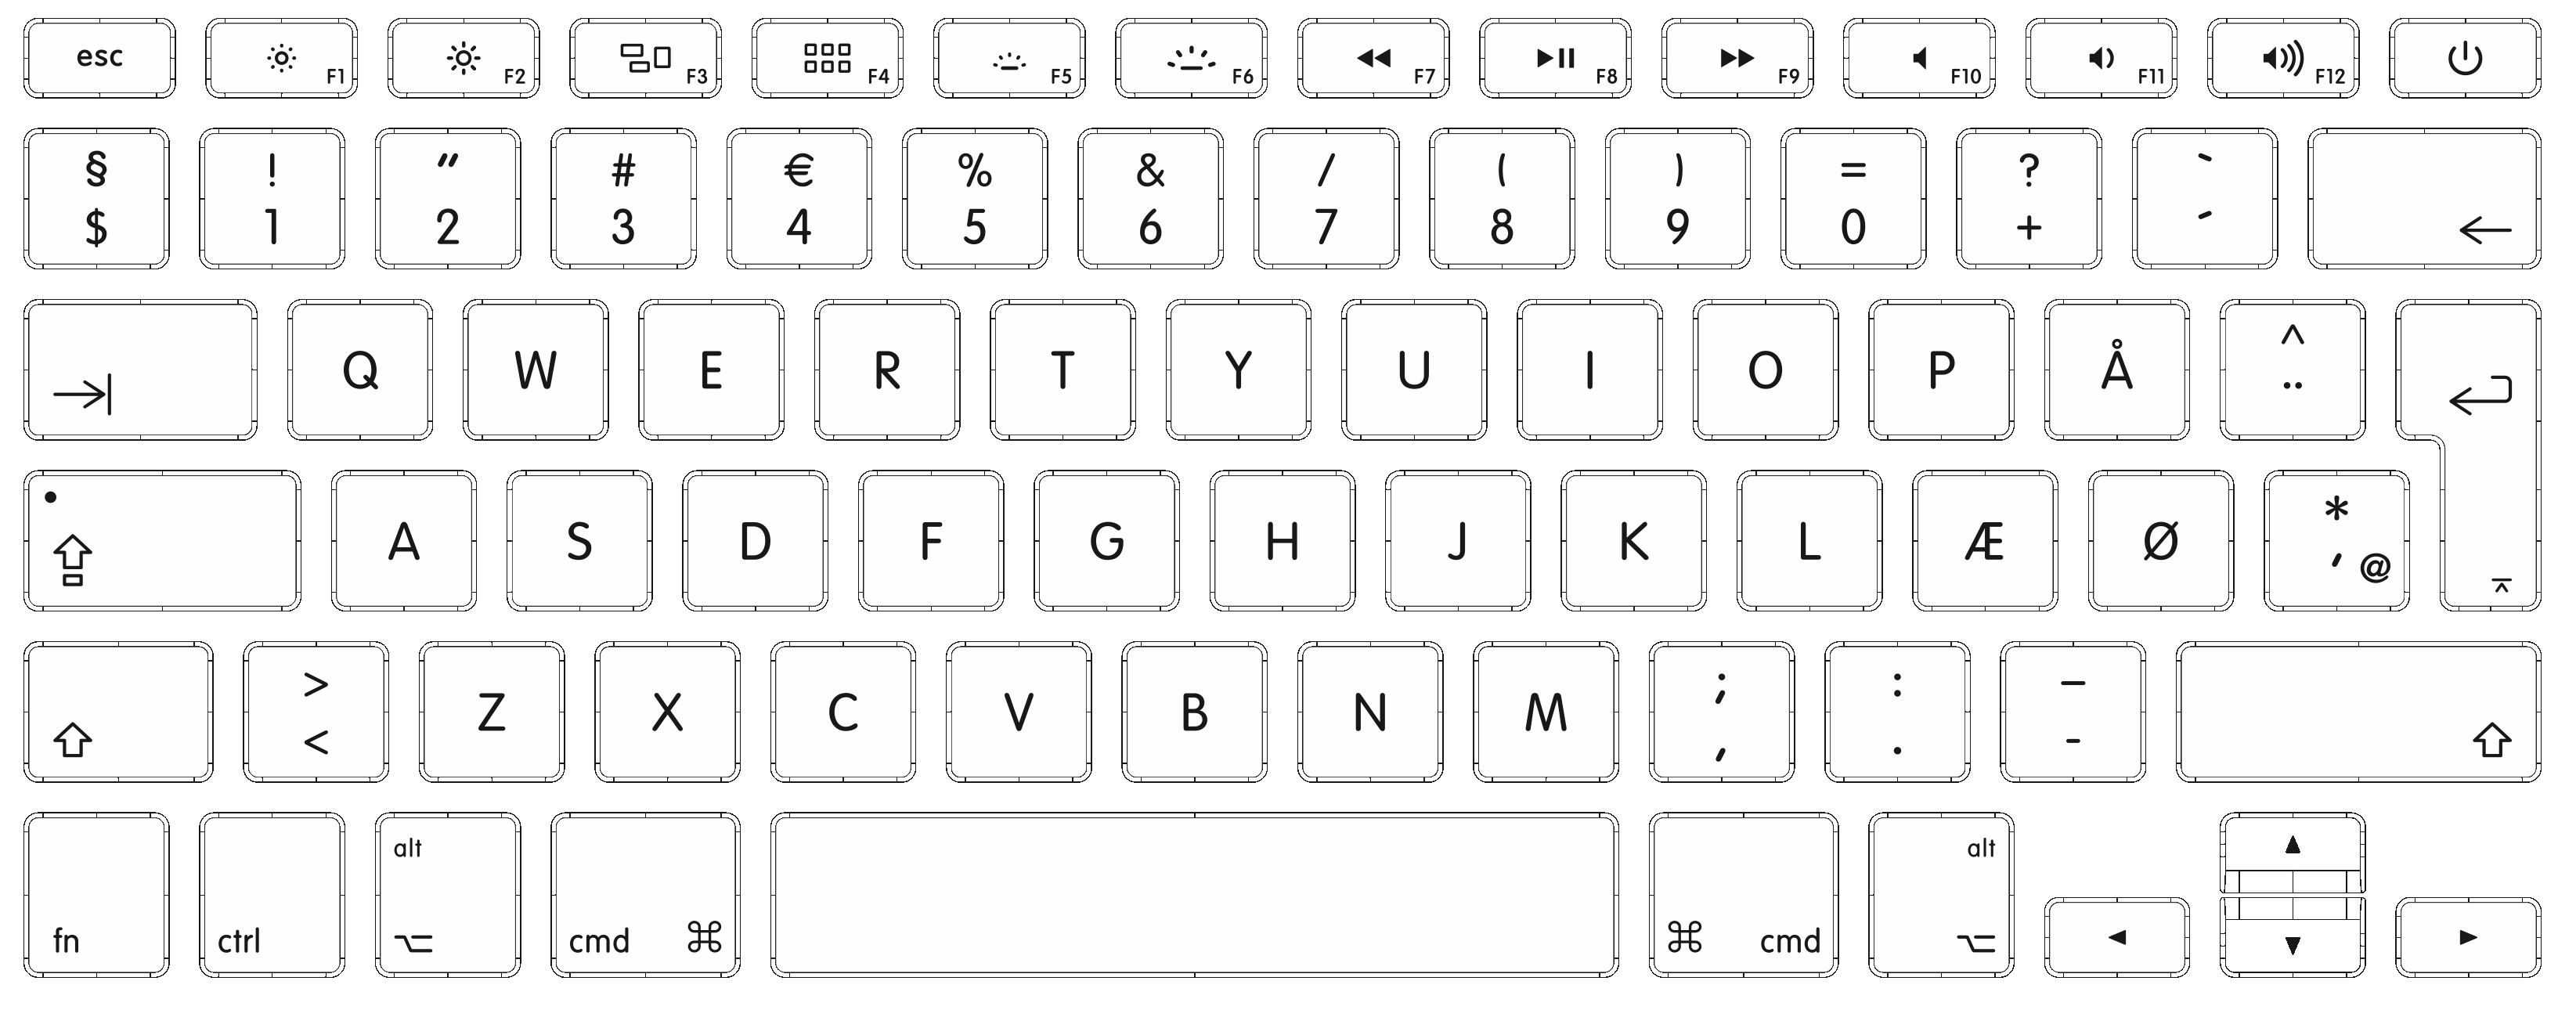 esc F1 F2 F3 F4 F5 F6 F7 F8 F9 F10 F11 F12
§ ! " # € % & / ( ) = ? `
$ 1 2 3 4 5 6 7 8 9 0 + ´
Q W E R T Y U I O P Å ^ ¨
A S D F G H J K L Æ Ø * ' @
> Z X C V B N M ; : _
< , . -
alt alt
fn ctrl ⌥ cmd ⌘ ⌘ cmd ⌥